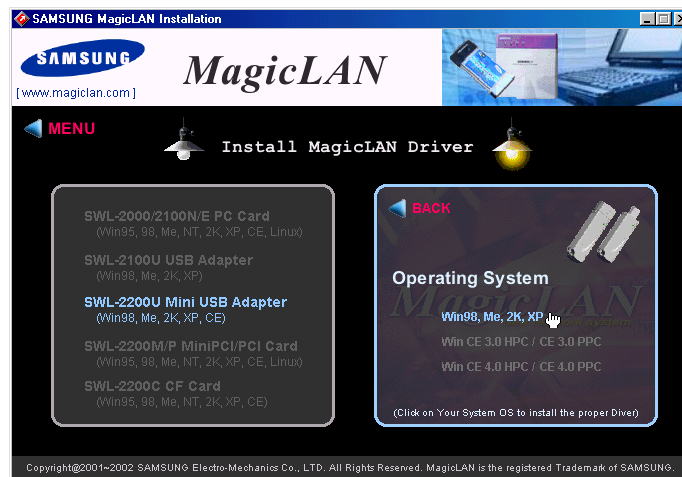 SAMSUNG MagicLAN Installation
SAMSUNG
MagicLAN
[ www.magiclan.com ]
MENU
Install MagicLAN Driver
SWL-2000/2100N/E PC Card
(Win95, 98, Me, NT, 2K, XP, CE, Linux)
SWL-2100U USB Adapter
(Win98, Me, 2K, XP)
SWL-2200U Mini USB Adapter
(Win98, Me, 2K, XP, CE)
SWL-2200M/P MiniPCI/PCI Card
(Win95, 98, Me, NT, 2K, XP, CE, Linux)
SWL-2200C CF Card
(Win95, 98, Me, NT, 2K, XP, CE)
BACK
Operating System
MagicLAN
Win98, Me, 2K, XP
Win CE 3.0 HPC / CE 3.0 PPC
Win CE 4.0 HPC / CE 4.0 PPC
(Click on Your System OS to install the proper Diver)
Copyright@2001~2002 SAMSUNG Electro-Mechanics Co., LTD. All Rights Reserved. MagicLAN is the registered Trademark of SAMSUNG.